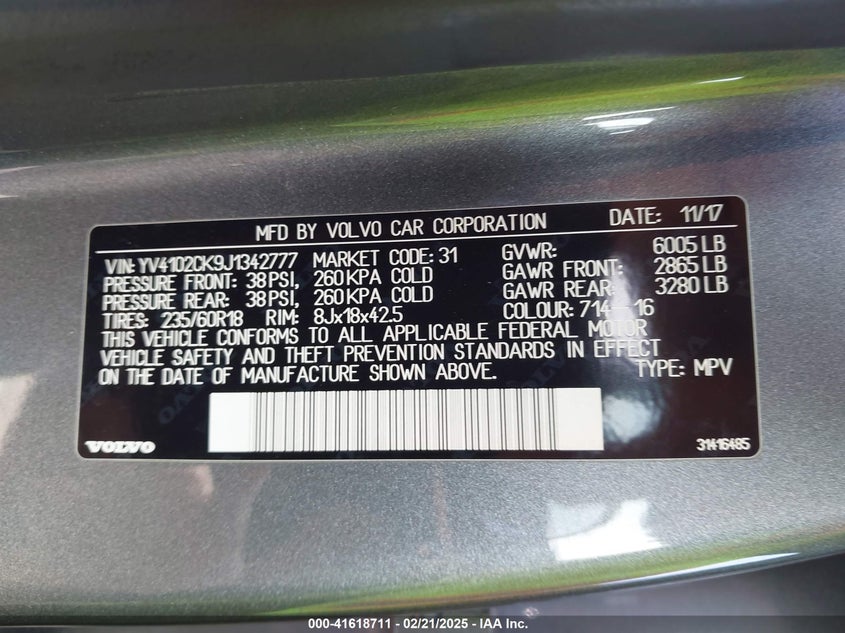 MFD BY VOLVO CAR CORPORATION DATE: 11/17
VIN: YV4102CK9J1342777 MARKET CODE: 31 GVWR: 6005 LB
PRESSURE FRONT: 38 PSI, 260 KPA COLD GAWR FRONT: 2865 LB
PRESSURE REAR: 38 PSI, 260 KPA COLD GAWR REAR: 3280 LB
TIRES: 235/60R18 RIM: 8Jx18x42.5 COLOUR: 714--16
THIS VEHICLE CONFORMS TO ALL APPLICABLE FEDERAL MOTOR
VEHICLE SAFETY AND THEFT PREVENTION STANDARDS IN EFFECT
ON THE DATE OF MANUFACTURE SHOWN ABOVE. TYPE: MPV
VOLVO 31416485
000-41618711 - 02/21/2025 - IAA Inc.